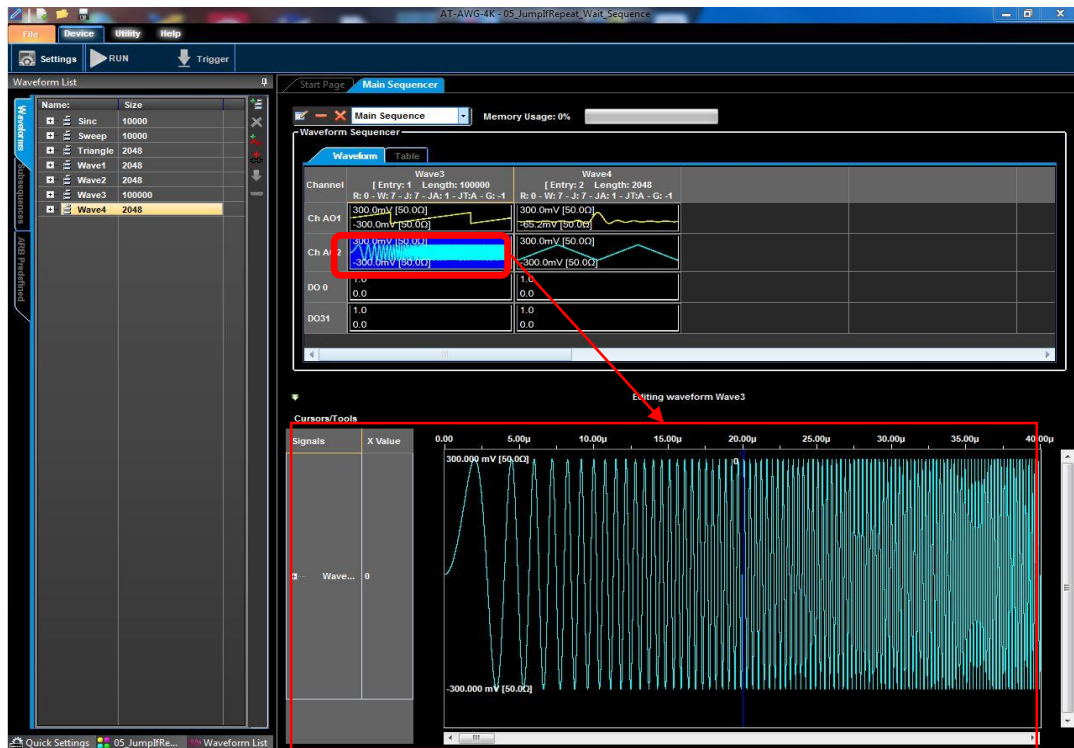 AT-AWG-4K - 05_JumpIfRepeat_Wait_Sequence
File Device Utility Help
Settings RUN Trigger
Waveform List
Start Page Main Sequencer
Waveforms
Subsequences
ARB Predefined
Name: Size
Sinc 10000
Sweep 10000
Triangle 2048
Wave1 2048
Wave2 2048
Wave3 100000
Wave4 2048
Main Sequence Memory Usage: 0%
Waveform Sequencer
Waveform Table
Channel
Wave3
[ Entry: 1 Length: 100000
R: 0 - W: 7 - J: 7 - JA: 1 - JT:A - G: -1
Wave4
[ Entry: 2 Length: 2048
R: 0 - W: 7 - J: 7 - JA: 1 - JT:A - G: -1
Ch AO1
300.0mV [50.0Ω]
-300.0mV [50.0Ω]
300.0mV [50.0Ω]
-65.2mV [50.0Ω]
Ch AO2
300.0mV [50.0Ω]
-300.0mV [50.0Ω]
300.0mV [50.0Ω]
-300.0mV [50.0Ω]
DO 0
1.0
0.0
1.0
0.0
DO31
1.0
0.0
1.0
0.0
Editing waveform Wave3
Cursors/Tools
Signals X Value
0.00 5.00µ 10.00µ 15.00µ 20.00µ 25.00µ 30.00µ 35.00µ 40.00µ
300.000 mV [50.0Ω]
0
Wave... 0
-300.000 mV [50.0Ω]
Quick Settings 05_JumpIfRe... Waveform List